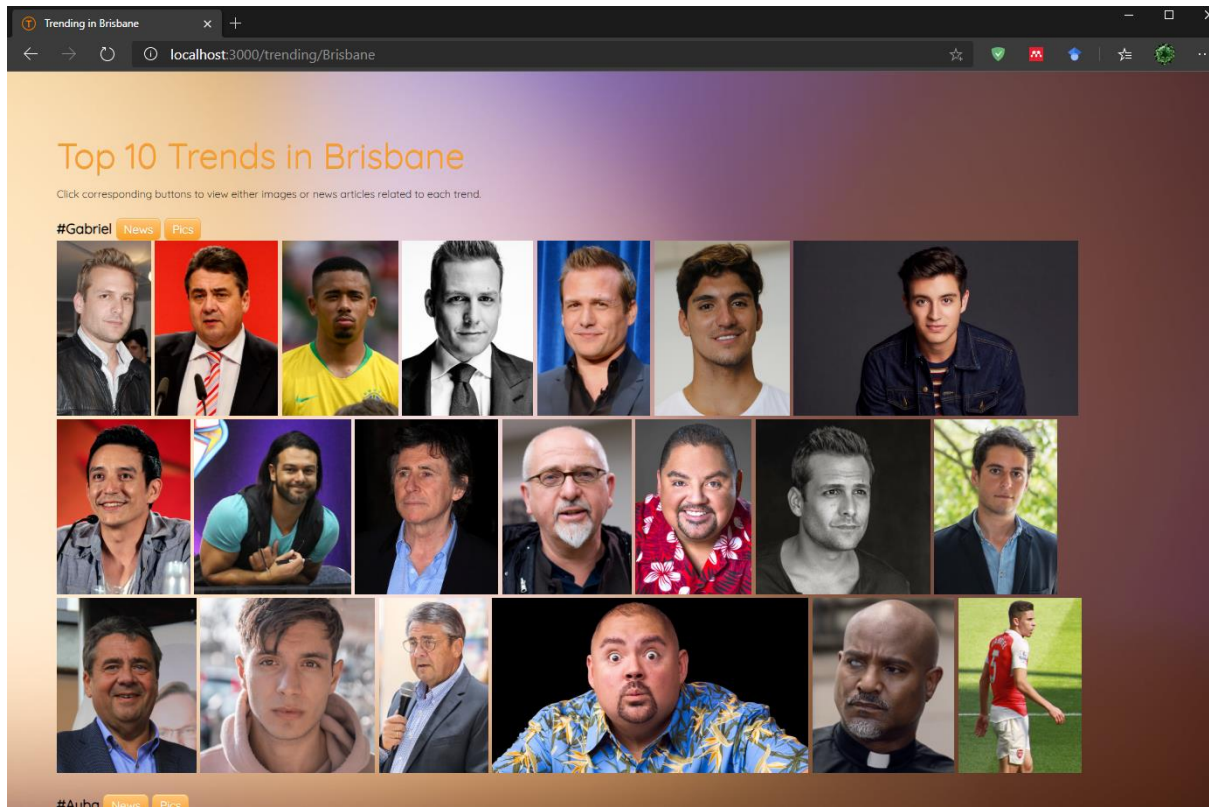 Trending in Brisbane
localhost:3000/trending/Brisbane
Top 10 Trends in Brisbane
Click corresponding buttons to view either images or news articles related to each trend.
#Gabriel News Pics
5
#Auba News Pics